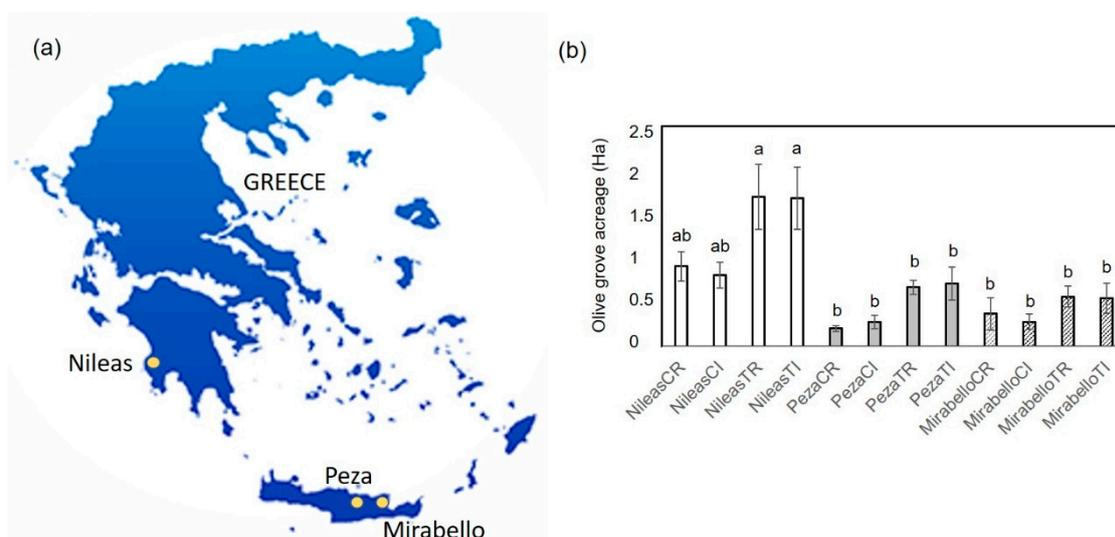 (a)
GREECE
Nileas
Peza
Mirabello
(b)
Olive grove acreage (Ha)
2.5
2
1.5
1
0.5
0
ab
ab
a
a
b
b
b
b
b
b
b
b
NileasCR
NileasCI
NileasTR
NileasTI
PezaCR
PezaCI
PezaTR
PezaTI
MirabelloCR
MirabelloCI
MirabelloTR
MirabelloTI